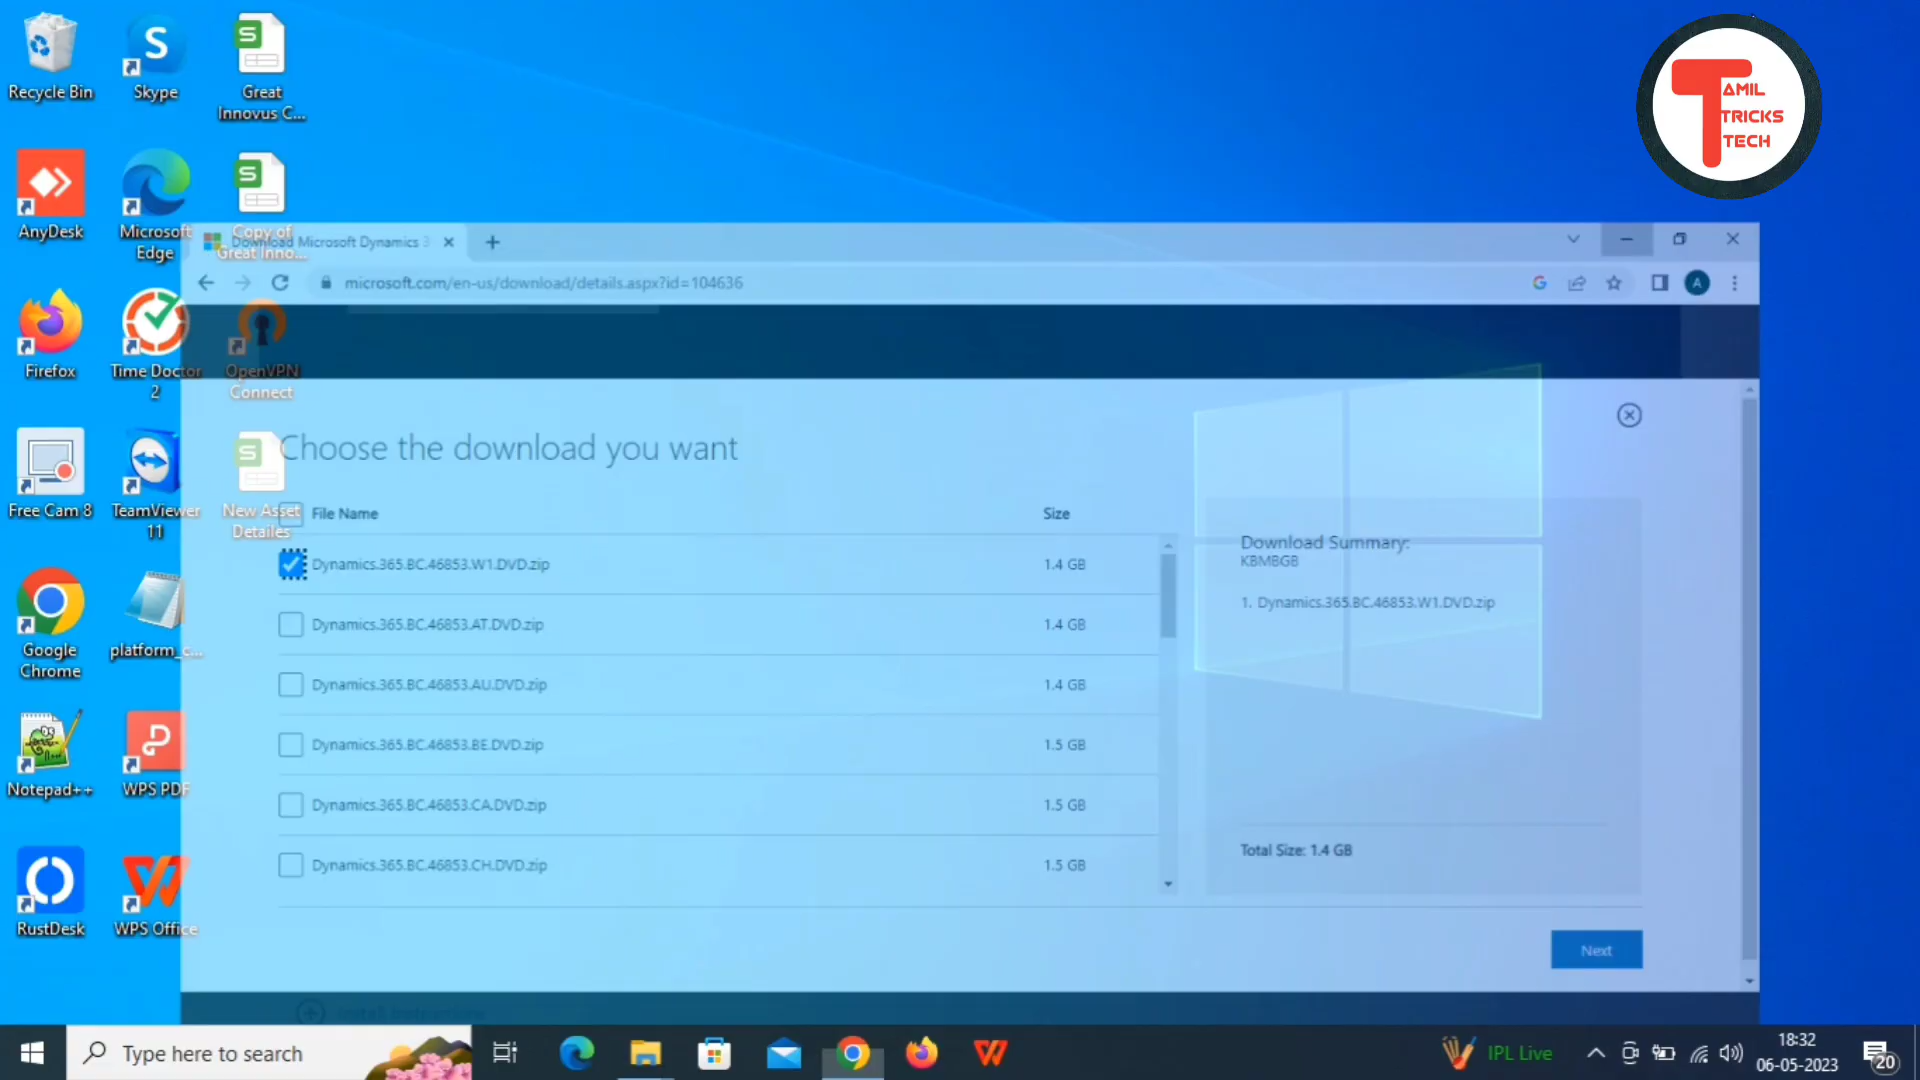 Recycle Bin
Skype
Great
Innovus C...
AnyDesk
Microsoft
Edge
Copy of
Great Inno...
Firefox
Time Doctor
2
OpenVPN
Connect
Free Cam 8
TeamViewer
11
New Asset
Detailes
Google
Chrome
platform_c...
Notepad++
WPS PDF
RustDesk
WPS Office
TAMIL
TRICKS
TECH
Download Microsoft Dynamics 3
microsoft.com/en-us/download/details.aspx?id=104636
A
Choose the download you want
File Name Size
Dynamics.365.BC.46853.W1.DVD.zip 1.4 GB
Dynamics.365.BC.46853.AT.DVD.zip 1.4 GB
Dynamics.365.BC.46853.AU.DVD.zip 1.4 GB
Dynamics.365.BC.46853.BE.DVD.zip 1.5 GB
Dynamics.365.BC.46853.CA.DVD.zip 1.5 GB
Dynamics.365.BC.46853.CH.DVD.zip 1.5 GB
Download Summary:
KBMBGB
1. Dynamics.365.BC.46853.W1.DVD.zip
Total Size: 1.4 GB
Next
Type here to search
IPL Live
18:32
06-05-2023
20